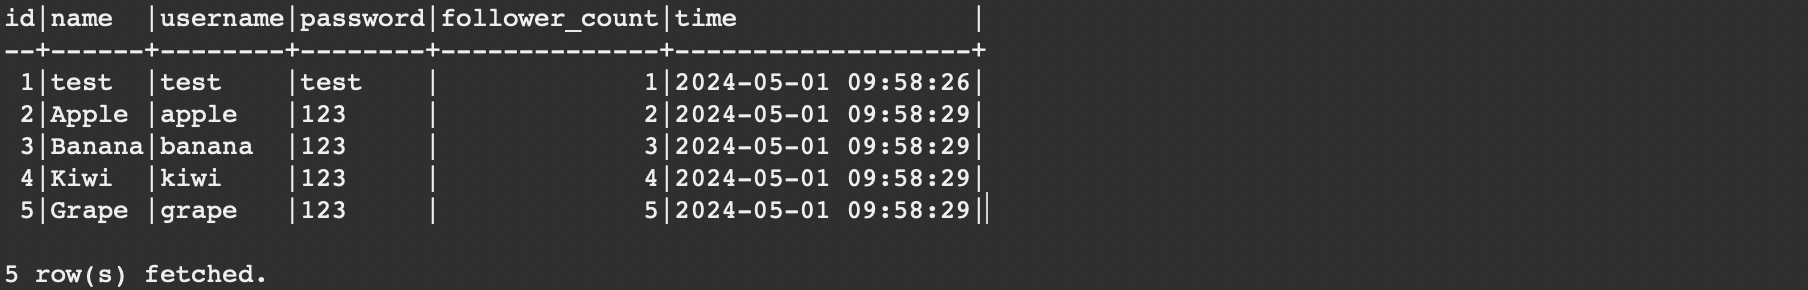 id|name  |username|password|follower_count|time               |
--+------+--------+--------+--------------+-------------------+
 1|test  |test    |test    |             1|2024-05-01 09:58:26|
 2|Apple |apple   |123     |             2|2024-05-01 09:58:29|
 3|Banana|banana  |123     |             3|2024-05-01 09:58:29|
 4|Kiwi  |kiwi    |123     |             4|2024-05-01 09:58:29|
 5|Grape |grape   |123     |             5|2024-05-01 09:58:29|
5 row(s) fetched.